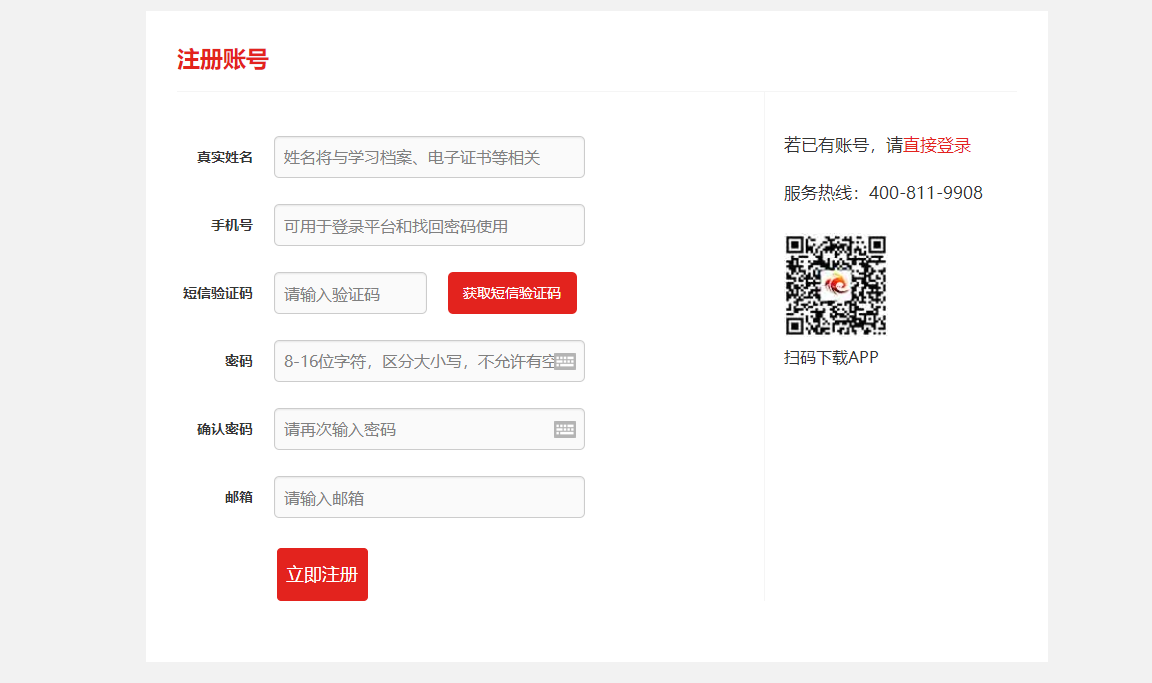 注册账号
真实姓名
姓名将与学习档案、电子证书等相关
手机号
可用于登录平台和找回密码使用
短信验证码
请输入验证码
获取短信验证码
密码
8-16位字符，区分大小写，不允许有空
确认密码
请再次输入密码
邮箱
请输入邮箱
立即注册
若已有账号，请直接登录
服务热线：400-811-9908
扫码下载APP